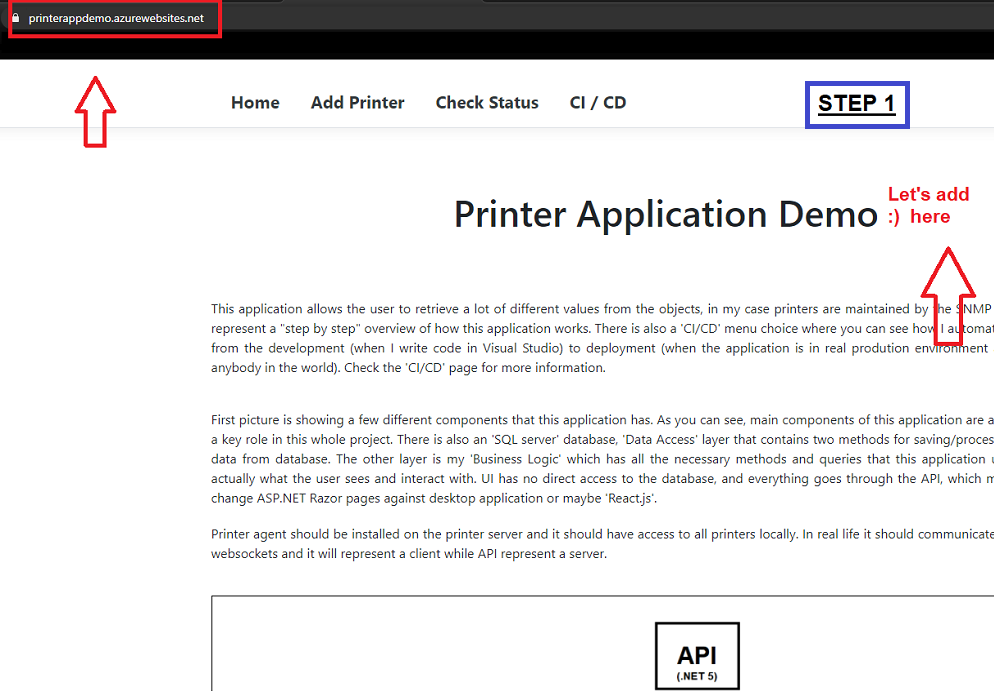 printerappdemo.azurewebsites.net
Home Add Printer Check Status CI / CD
STEP 1
Printer Application Demo
Let's add
:) here
This application allows the user to retrieve a lot of different values from the objects, in my case printers are maintained by the SNMP
represent a "step by step" overview of how this application works. There is also a 'CI/CD' menu choice where you can see how I automat
from the development (when I write code in Visual Studio) to deployment (when the application is in real prodution environment
anybody in the world). Check the 'CI/CD' page for more information.
First picture is showing a few different components that this application has. As you can see, main components of this application are a
a key role in this whole project. There is also an 'SQL server' database, 'Data Access' layer that contains two methods for saving/proces
data from database. The other layer is my 'Business Logic' which has all the necessary methods and queries that this application u
actually what the user sees and interact with. UI has no direct access to the database, and everything goes through the API, which m
change ASP.NET Razor pages against desktop application or maybe 'React.js'.
Printer agent should be installed on the printer server and it should have access to all printers locally. In real life it should communicate
websockets and it will represent a client while API represent a server.
API
(.NET 5)